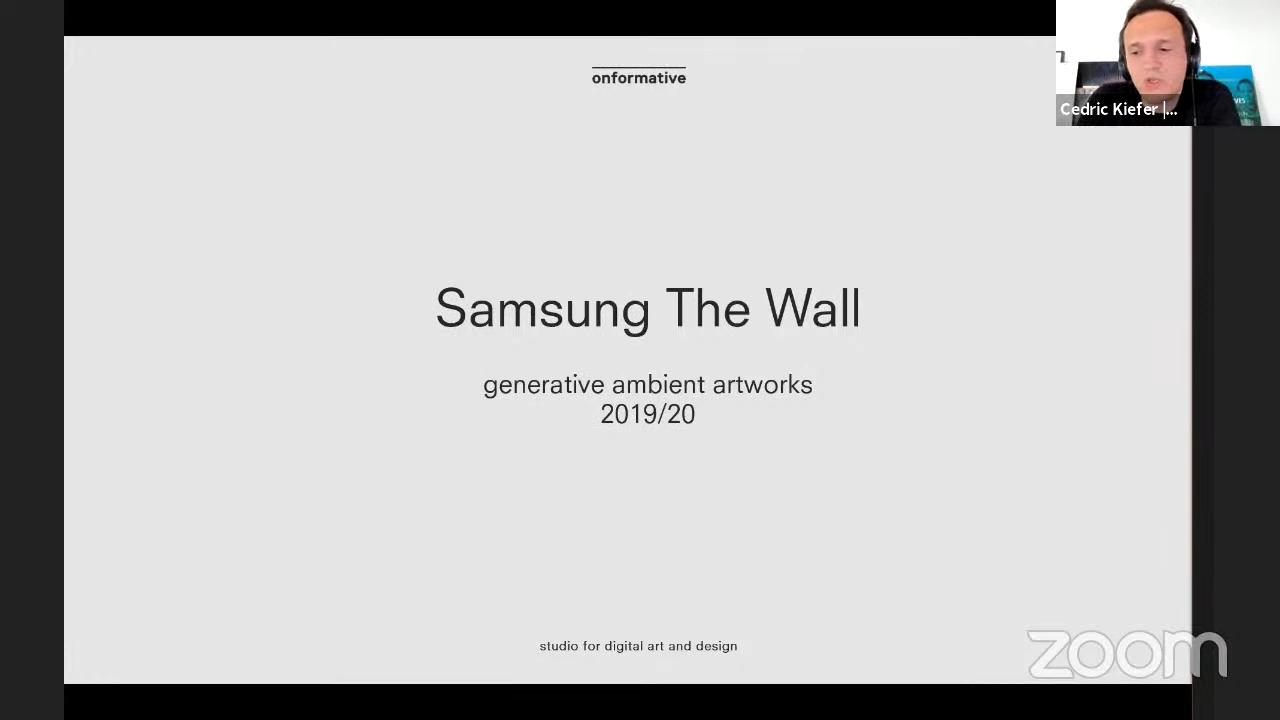 onformative
Cedric Kiefer |...
Samsung The Wall
generative ambient artworks
2019/20
studio for digital art and design
zoom